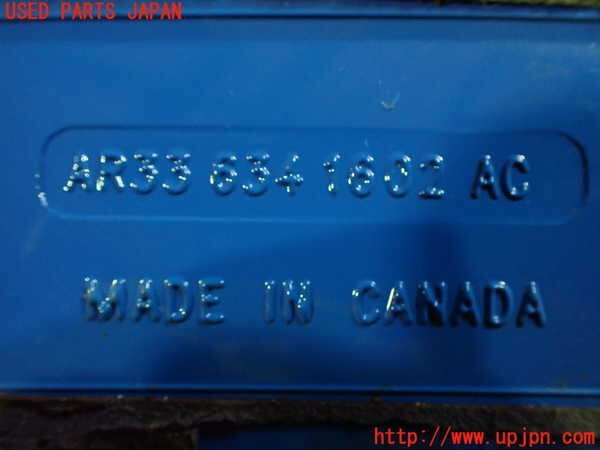 USED PARTS JAPAN
AR33 634 1602 AC
MADE IN CANADA
http://www.upjpn.com/